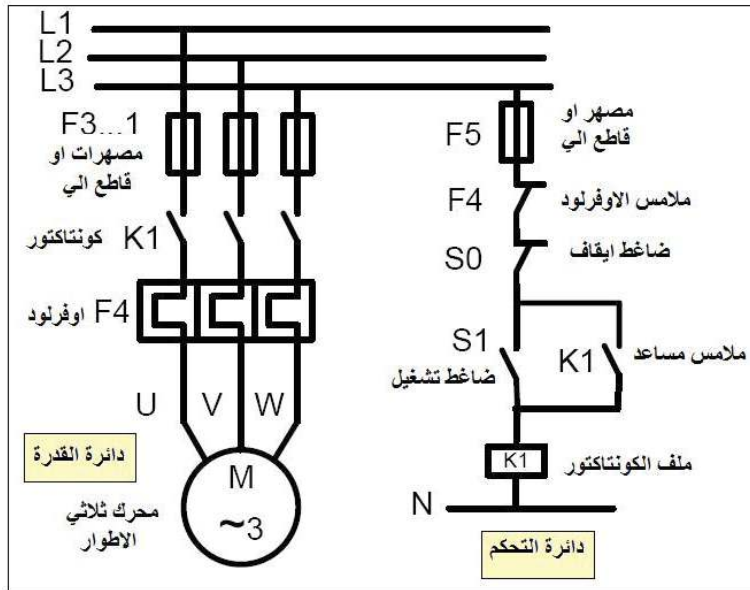 L1
L2
L3
F3...1
مصهرات او
قاطع الي
كونتاكتور
K1
اوفرلود
F4
U
V
W
دائرة القدرة
M
~3
محرك ثلاثي
الاطوار
F5
مصهر او
قاطع الي
F4
ملامس الاوفرلود
S0
ضاغط ايقاف
S1
ضاغط تشغيل
K1
ملامس مساعد
K1
ملف الكونتاكتور
N
دائرة التحكم